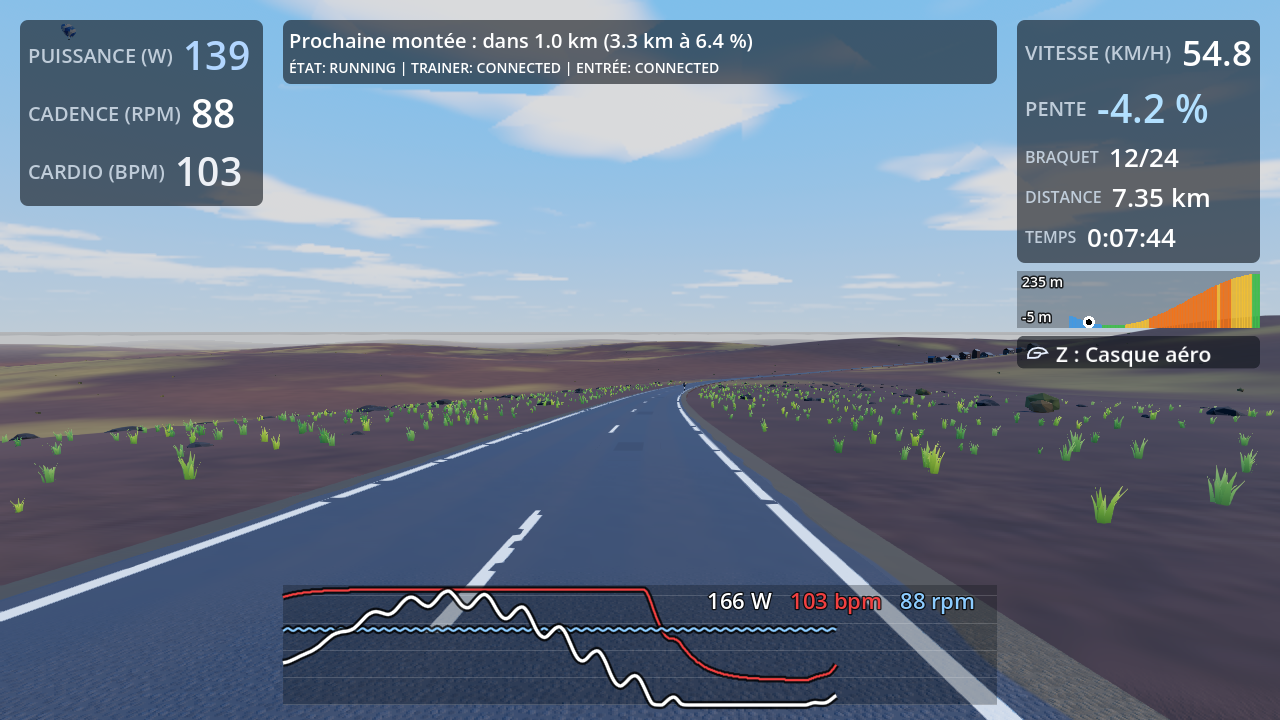 PUISSANCE (W) 139
CADENCE (RPM) 88
CARDIO (BPM) 103
Prochaine montée : dans 1.0 km (3.3 km à 6.4 %)
ÉTAT: RUNNING | TRAINER: CONNECTED | ENTRÉE: CONNECTED
VITESSE (KM/H) 54.8
PENTE -4.2 %
BRAQUET 12/24
DISTANCE 7.35 km
TEMPS 0:07:44
235 m
-5 m
Z : Casque aéro
166 W 103 bpm 88 rpm